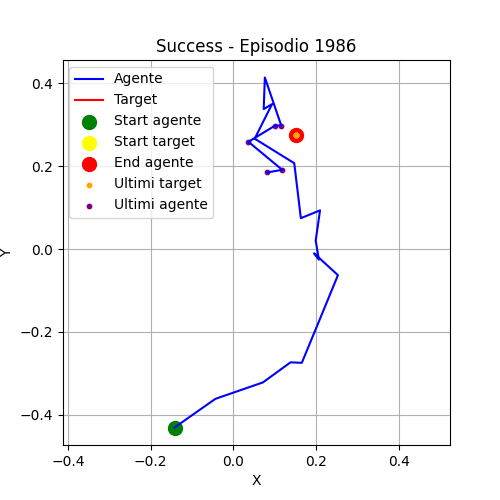 Success - Episodio 1986
Agente
Target
Start agente
Start target
End agente
Ultimi target
Ultimi agente
0.4
0.2
0.0
−0.2
−0.4
Y
−0.4
−0.2
0.0
0.2
0.4
X